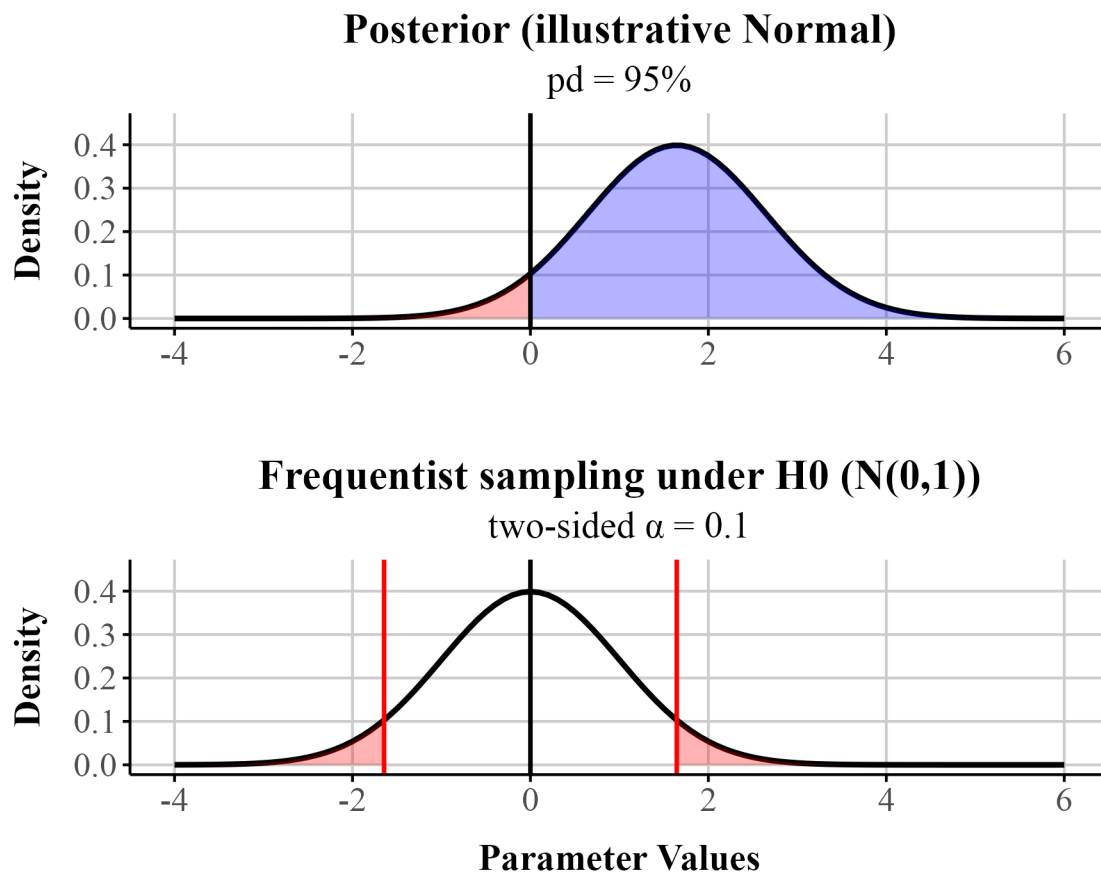 Posterior (illustrative Normal)
pd = 95%
Density
0.4
0.3
0.2
0.1
0.0
-4 -2 0 2 4 6
Frequentist sampling under H0 (N(0,1))
two-sided α = 0.1
Density
0.4
0.3
0.2
0.1
0.0
-4 -2 0 2 4 6
Parameter Values